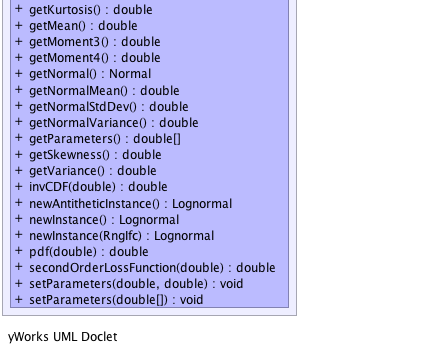 + getKurtosis() : double
+ getMean() : double
+ getMoment3() : double
+ getMoment4() : double
+ getNormal() : Normal
+ getNormalMean() : double
+ getNormalStdDev() : double
+ getNormalVariance() : double
+ getParameters() : double[]
+ getSkewness() : double
+ getVariance() : double
+ invCDF(double) : double
+ newAntitheticInstance() : Lognormal
+ newInstance() : Lognormal
+ newInstance(RngIfc) : Lognormal
+ pdf(double) : double
+ secondOrderLossFunction(double) : double
+ setParameters(double, double) : void
+ setParameters(double[]) : void
yWorks UML Doclet